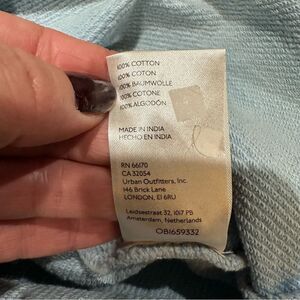 100% COTTON
100% COTON
100% BAUMWOLLE
100% COTONE
100% ALGODÓN
MADE IN INDIA
HECHO EN INDIA
RN 66170
CA 32054
Urban Outfitters, Inc.
146 Brick Lane
LONDON, E1 6RU
Leidsestraat 32, 1017 PB
Amsterdam, Netherlands
OB1659332